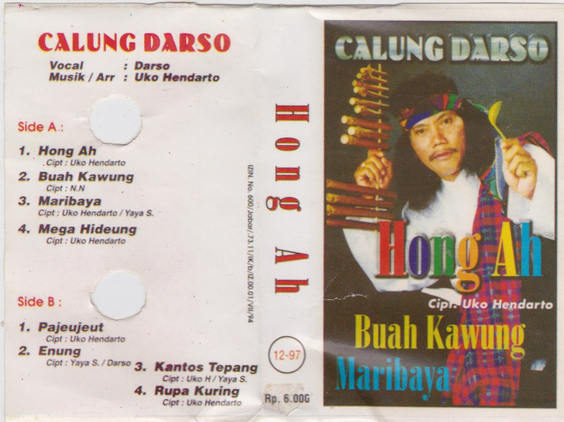 CALUNG DARSO
Vocal : Darso
Musik / Arr : Uko Hendarto
Side A :
1. Hong Ah
Cipt : Uko Hendarto
2. Buah Kawung
Cipt : N.N
3. Maribaya
Cipt : Uko Hendarto / Yaya S.
4. Mega Hideung
Cipt : Uko Hendarto
Side B :
1. Pajeujeut
Cipt : Uko Hendarto
2. Enung
Cipt : Yaya S. / Darso
3. Kantos Tepang
Cipt : Uko H / Yaya S.
4. Rupa Kuring
Cipt : Uko Hendarto
Hong Ah
12-97
Rp. 6.000
CALUNG DARSO
Hong Ah
Cipt. Uko Hendarto
Buah Kawung
Maribaya